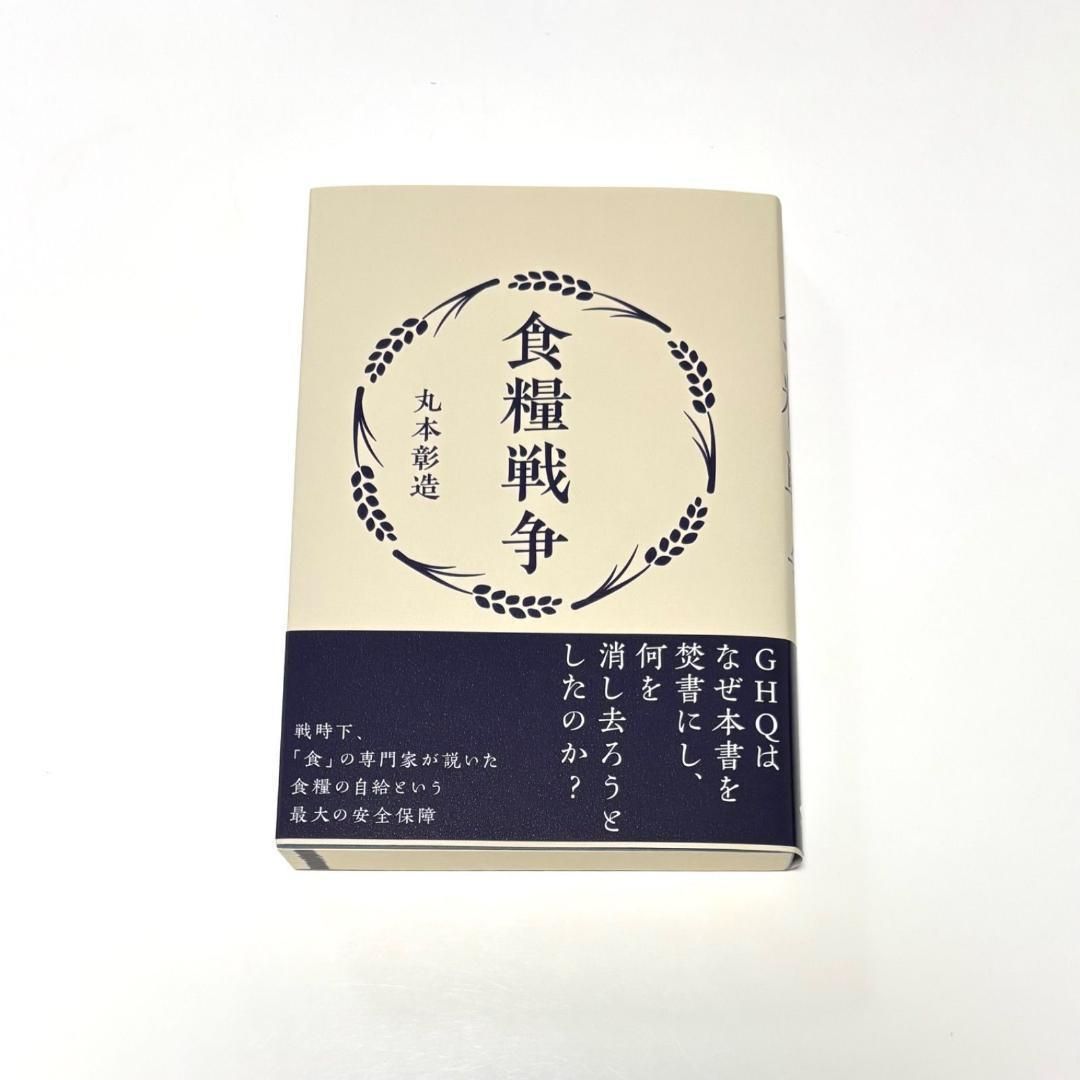 食糧戦争
丸本彰造
GHQは
なぜ本書を
焚書にし、
何を
消し去ろうと
したのか？
戦時下、
「食」の専門家が説いた
食糧の自給という
最大の安全保障